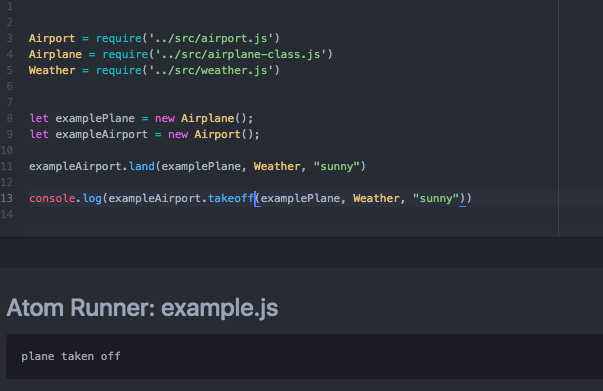 1
2
3 Airport = require('../src/airport.js')
4 Airplane = require('../src/airplane-class.js')
5 Weather = require('../src/weather.js')
6
7
8 let examplePlane = new Airplane();
9 let exampleAirport = new Airport();
10
11 exampleAirport.land(examplePlane, Weather, "sunny")
12
13 console.log(exampleAirport.takeoff(examplePlane, Weather, "sunny"))
14
Atom Runner: example.js
plane taken off